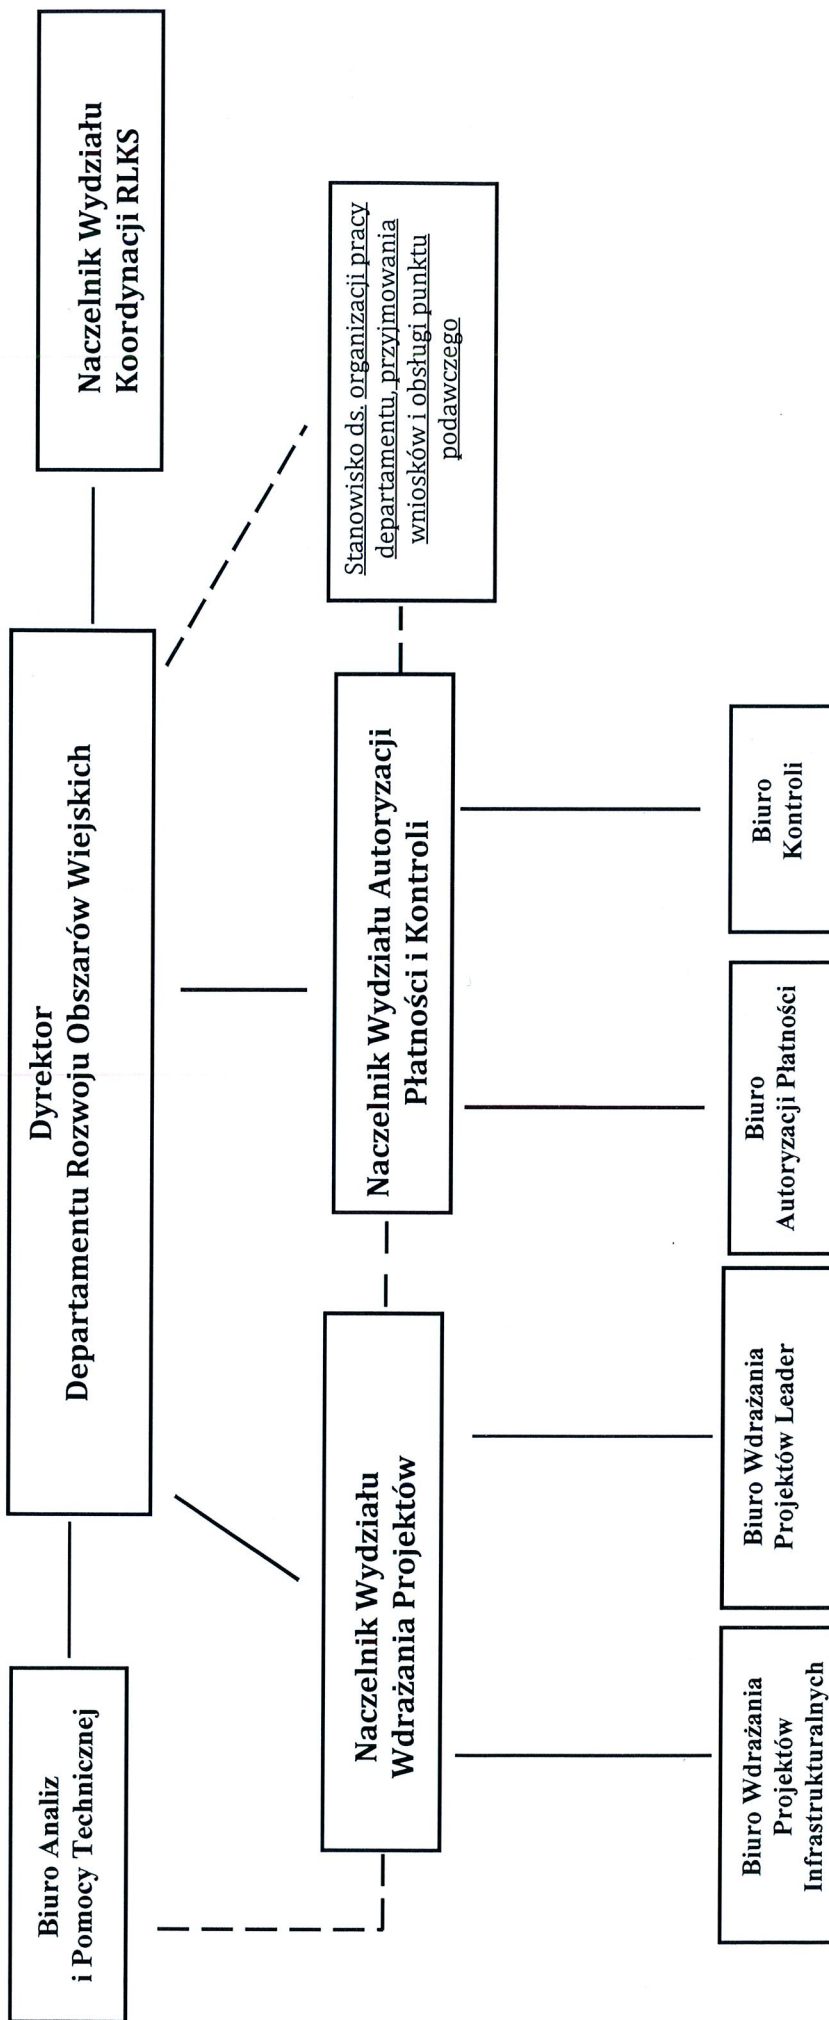 Dyrektor
Departamentu Rozwoju Obszarów Wiejskich
Biuro Analiz
i Pomocy Technicznej
Naczelnik Wydziału
Koordynacji RLKS
Naczelnik Wydziału
Wdrażania Projektów
Naczelnik Wydziału Autoryzacji
Płatności i Kontroli
Stanowisko ds. organizacji pracy
departamentu, przyjmowania
wniosków i obsługi punktu
podawczego
Biuro Wdrażania
Projektów
Infrastrukturalnych
Biuro Wdrażania
Projektów Leader
Biuro
Autoryzacji Płatności
Biuro
Kontroli